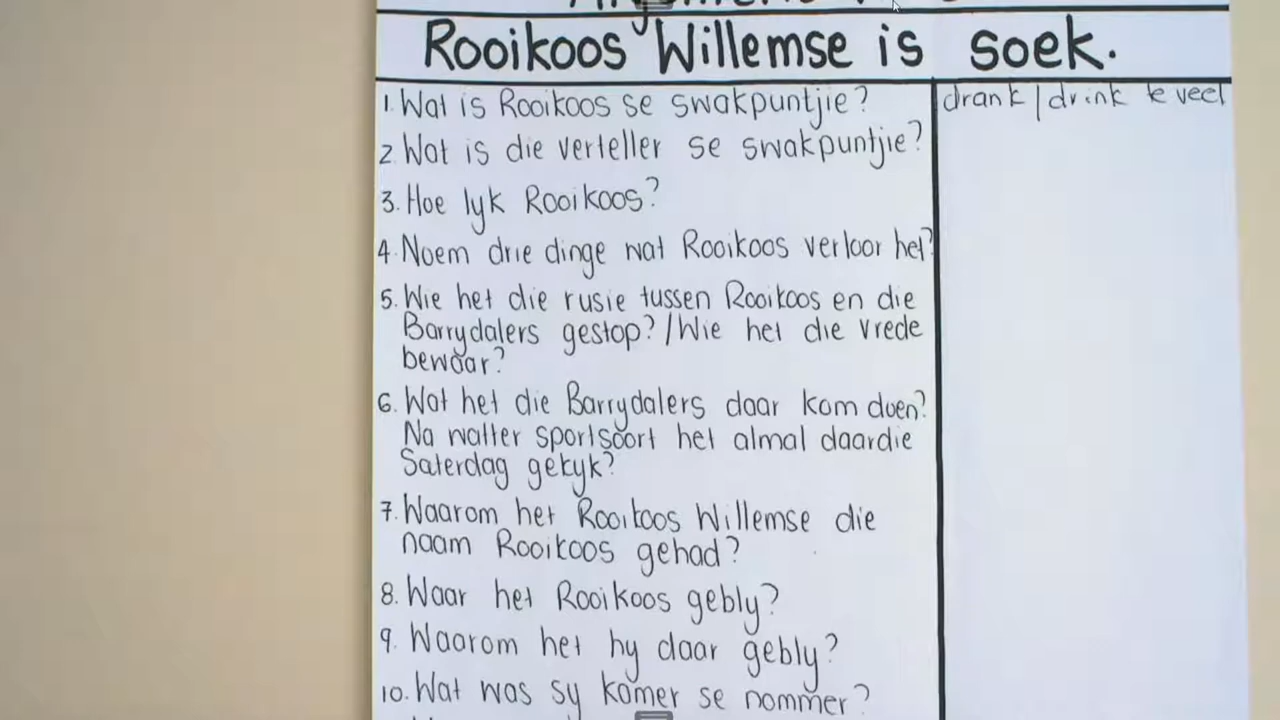 Rooikoos Willemse is soek.
1. Wat is Rooikoos se swakpuntjie?
drank / drink te veel
2. Wat is die verteller se swakpuntjie?
3. Hoe lyk Rooikoos?
4. Noem drie dinge wat Rooikoos verloor het?
5. Wie het die rusie tussen Rooikoos en die
Barrydalers gestop? / Wie het die vrede
bewaar?
6. Wat het die Barrydalers daar kom doen?
Na watter sportsoort het almal daardie
Saterdag gekyk?
7. Waarom het Rooikoos Willemse die
naam Rooikoos gehad?
8. Waar het Rooikoos gebly?
9. Waarom het hy daar gebly?
10. Wat was sy kamer se nommer?